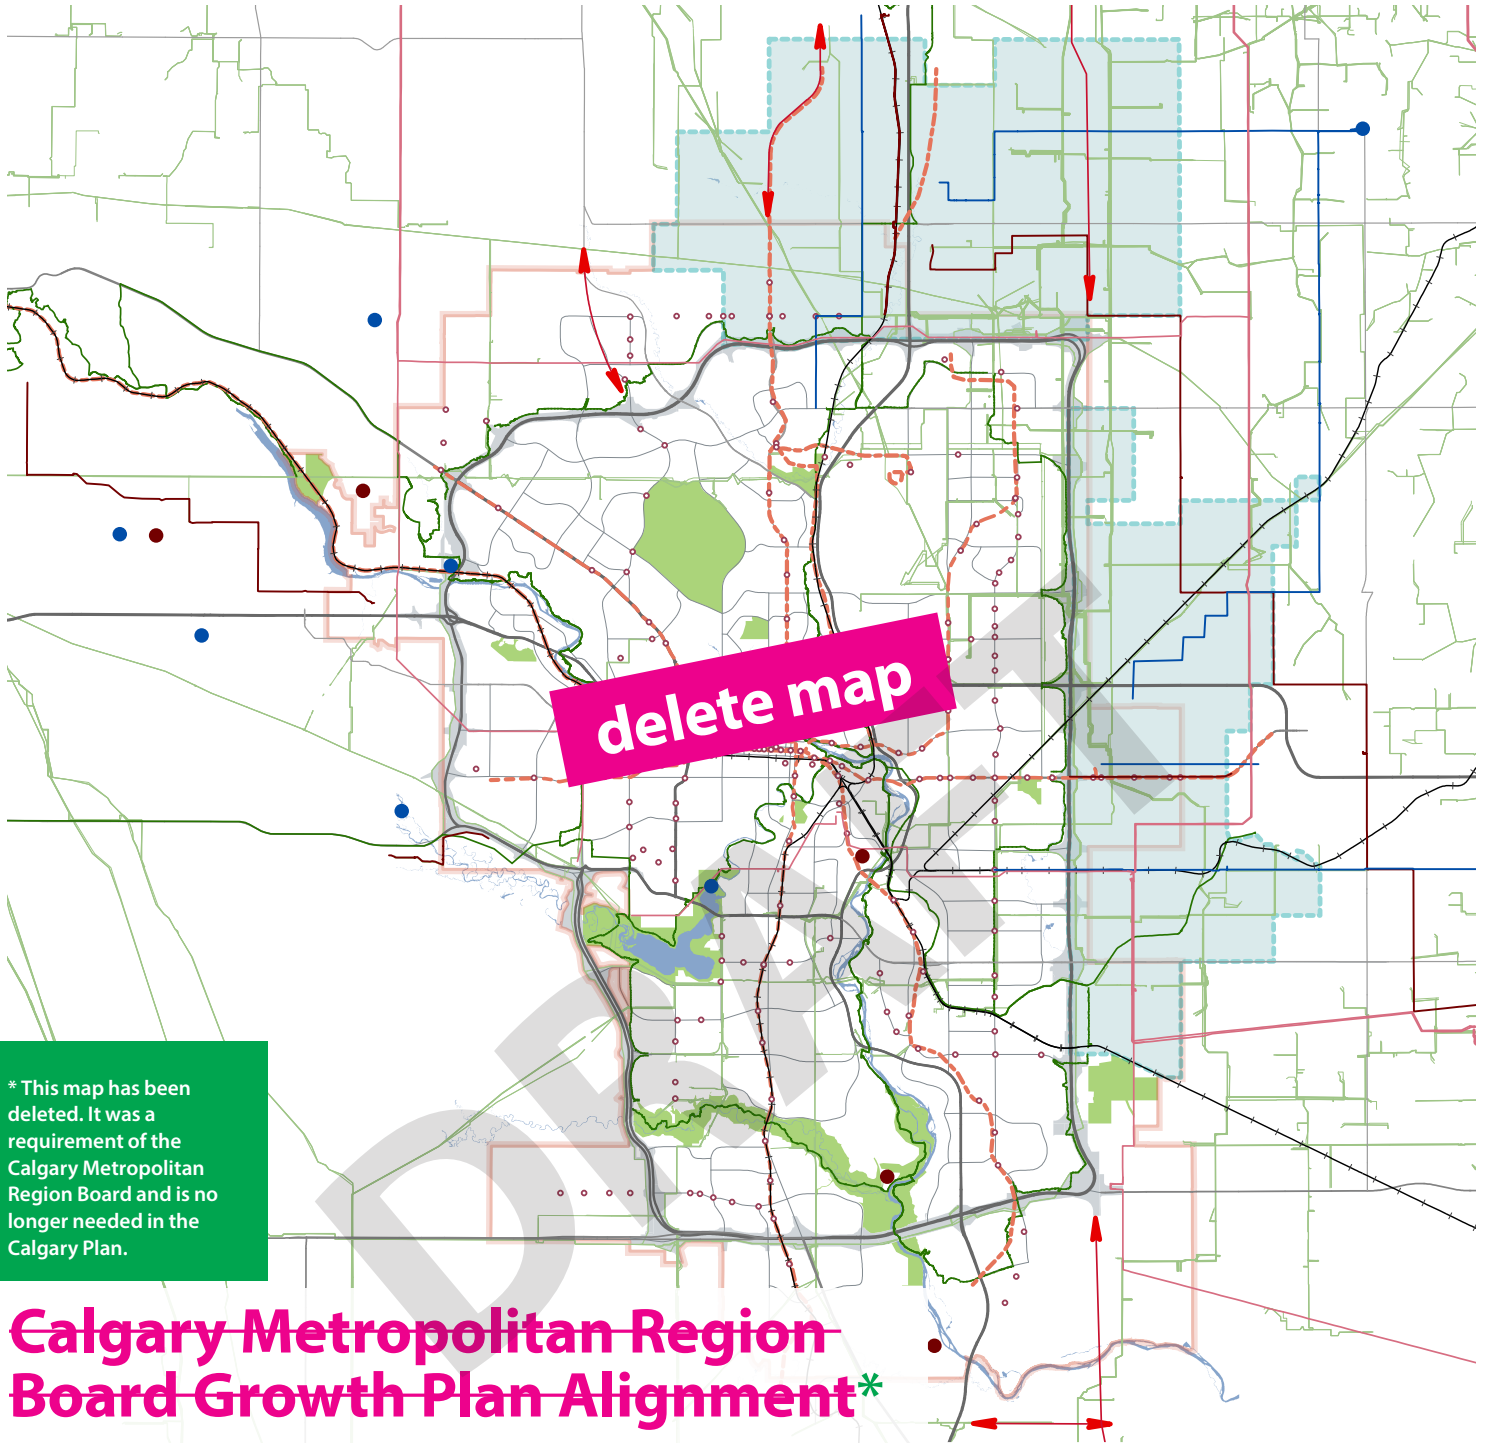 delete map
DRAFT
* This map has been
deleted. It was a
requirement of the
Calgary Metropolitan
Region Board and is no
longer needed in the
Calgary Plan.
Calgary Metropolitan Region
Board Growth Plan Alignment*